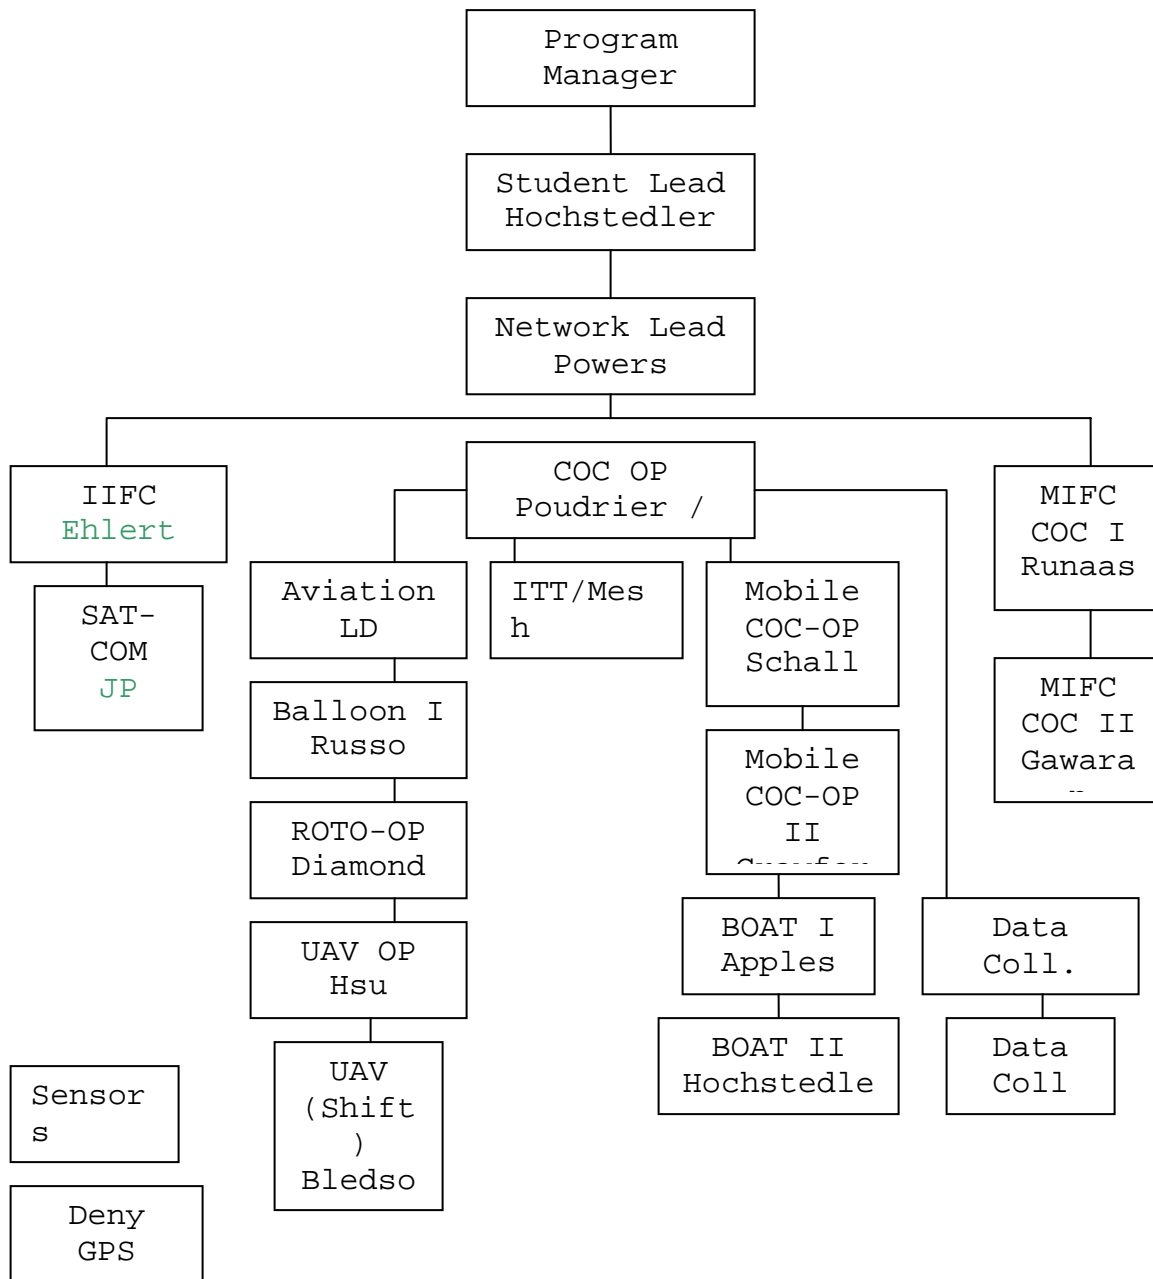 Program
Manager
Student Lead
Hochstedler
Network Lead
Powers
IIFC
Ehlert
COC OP
Poudrier /
MIFC
COC I
Runaas
SAT-
COM
JP
Aviation
LD
ITT/Mes
h
Mobile
COC-OP
Schall
MIFC
COC II
Gawara
Balloon I
Russo
Mobile
COC-OP
II
ROTO-OP
Diamond
BOAT I
Apples
Data
Coll.
UAV OP
Hsu
BOAT II
Hochstedle
Data
Coll
UAV
(Shift
)
Bledso
Sensor
s
Deny
GPS